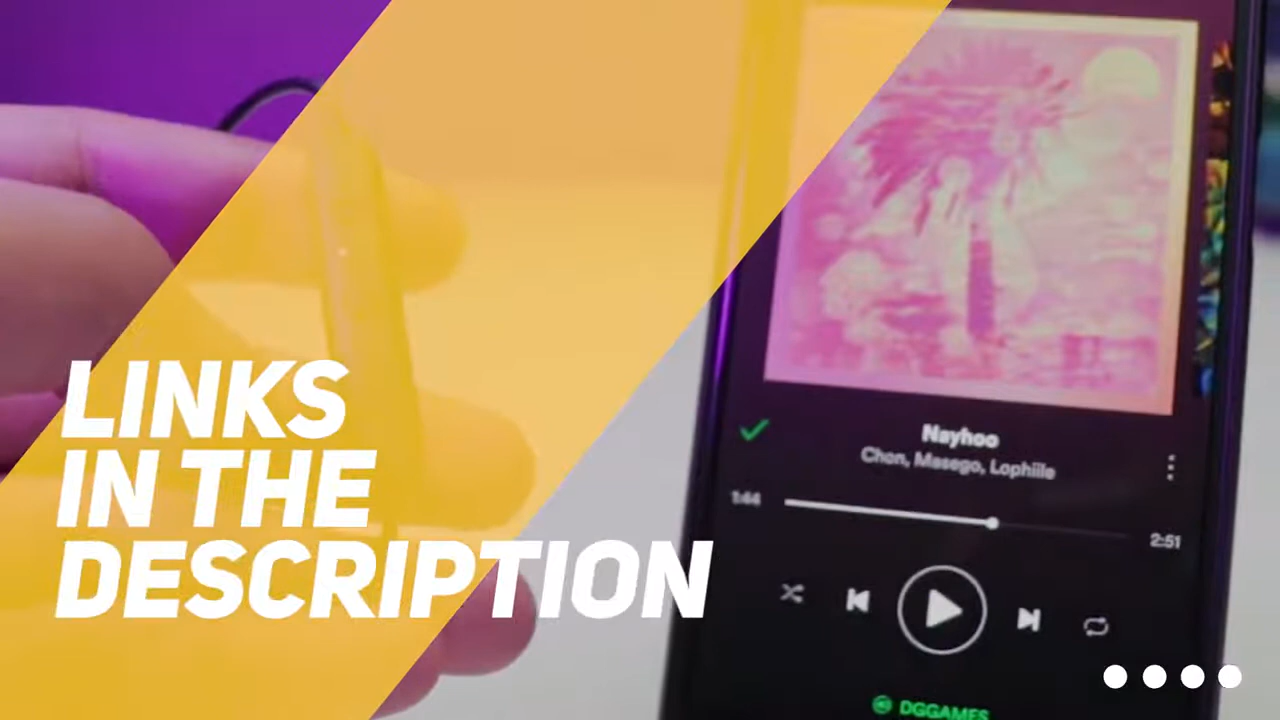 LINKS
IN THE
DESCRIPTION
Nayhoo
Chon, Masego, Lophiile
1:44
2:51
DGGAMES